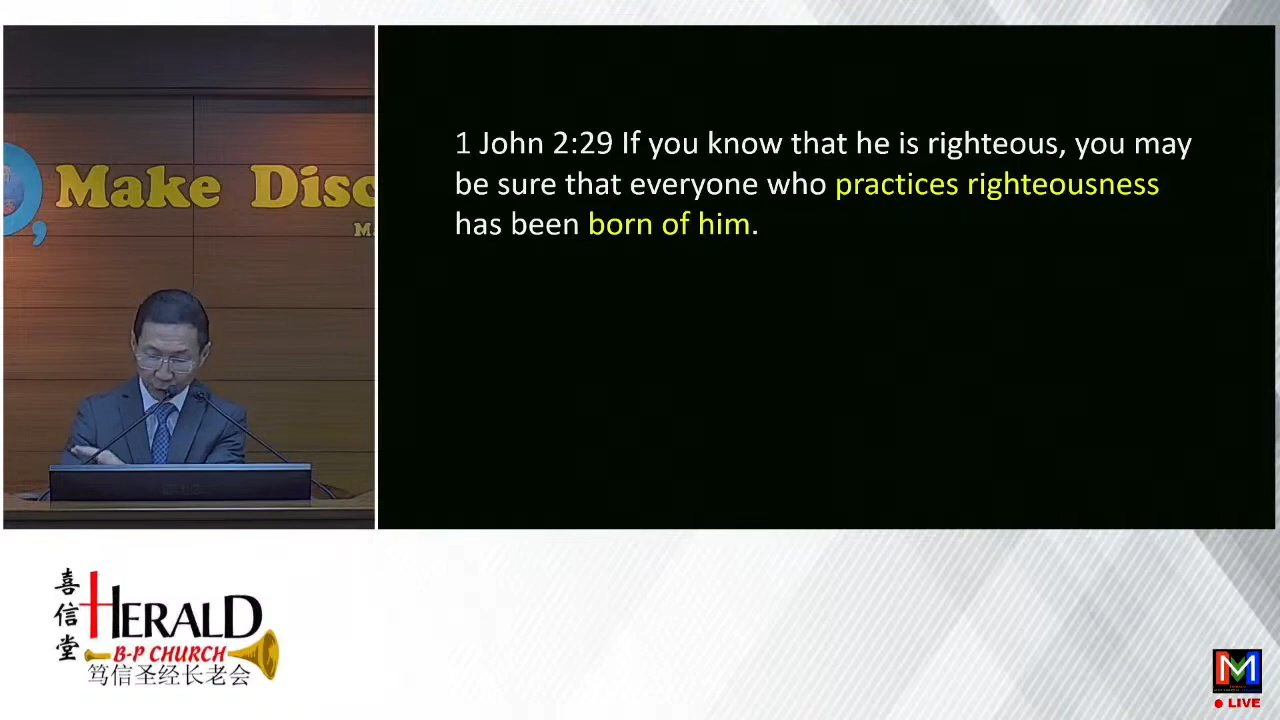 Make Disc
1 John 2:29 If you know that he is righteous, you may
be sure that everyone who practices righteousness
has been born of him.
喜信堂
HERALD
B-P CHURCH
笃信圣经长老会
M
LIVE